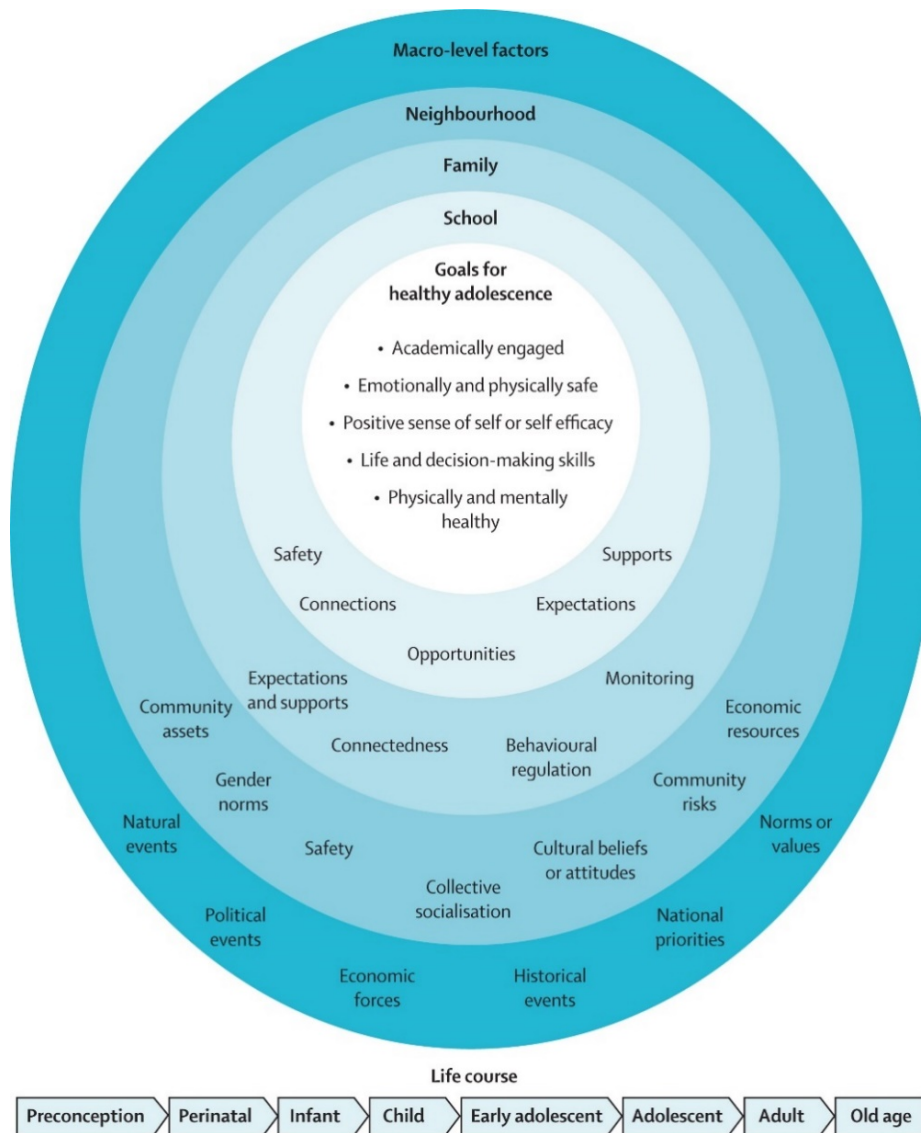 Macro-level factors
Neighbourhood
Family
School
Goals for
healthy adolescence
• Academically engaged
• Emotionally and physically safe
• Positive sense of self or self efficacy
• Life and decision-making skills
• Physically and mentally
healthy
Safety
Supports
Connections
Expectations
Opportunities
Expectations
and supports
Monitoring
Connectedness
Behavioural
regulation
Community
assets
Economic
resources
Gender
norms
Community
risks
Safety
Cultural beliefs
or attitudes
Collective
socialisation
Natural
events
Norms or
values
Political
events
National
priorities
Economic
forces
Historical
events
Life course
Preconception
Perinatal
Infant
Child
Early adolescent
Adolescent
Adult
Old age